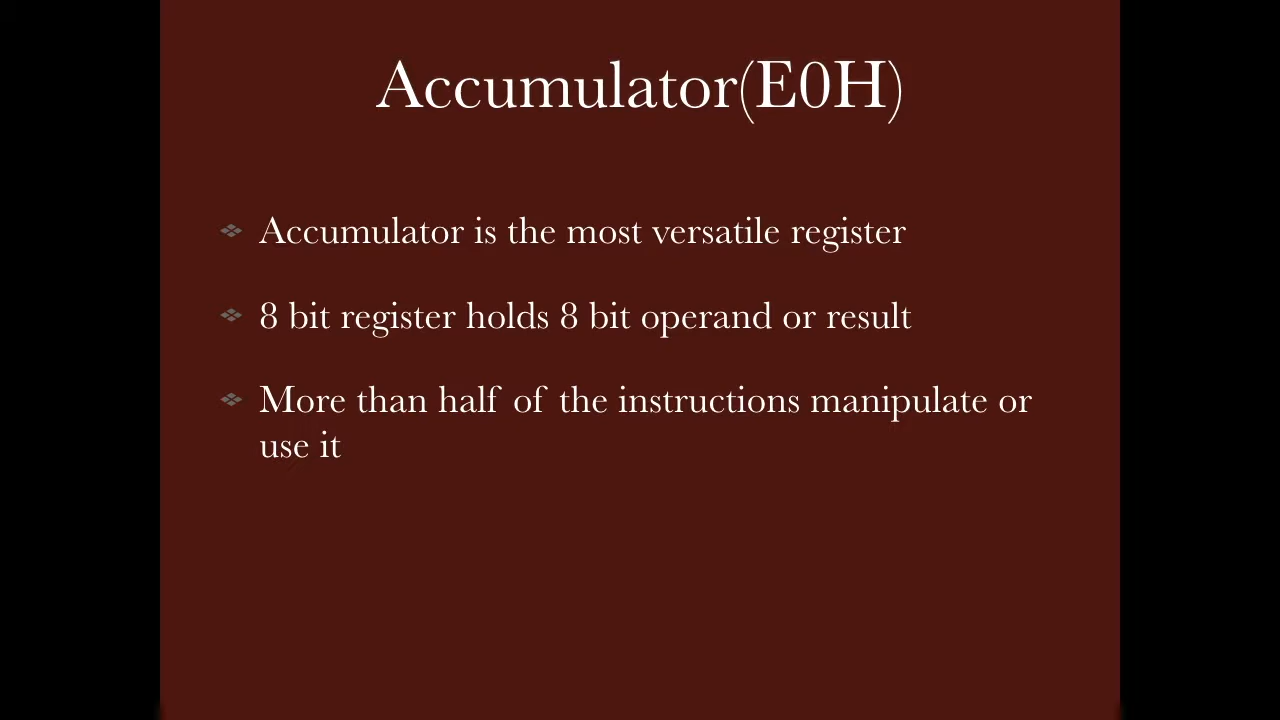 Accumulator(E0H)
Accumulator is the most versatile register
8 bit register holds 8 bit operand or result
More than half of the instructions manipulate or
use it